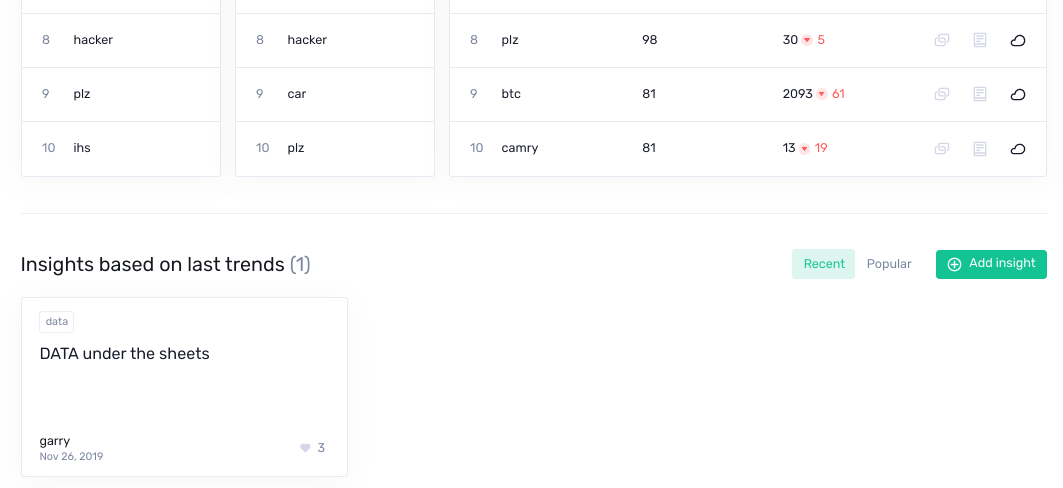 8 hacker 8 hacker 8 plz 98 30 5
9 plz 9 car 9 btc 81 2093 61
10 ihs 10 plz 10 camry 81 13 19
Insights based on last trends (1) Recent Popular Add insight
data
DATA under the sheets
garry
Nov 26, 2019 3